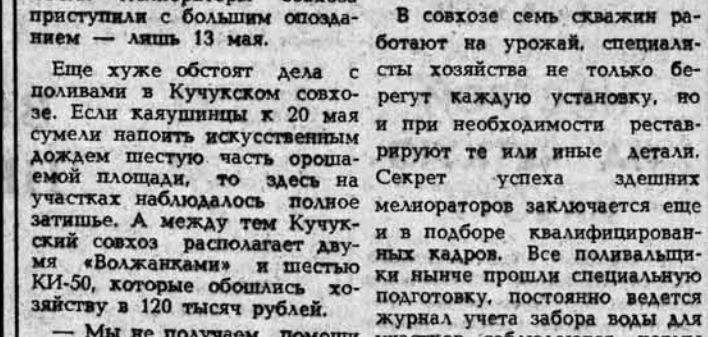 приступили с большим опозда-
нием — лишь 13 мая.
Еще хуже обстоят дела с
поливами в Кучукском совхо-
зе. Если каяушинцы к 20 мая
сумели напоить искусственным
дождем шестую часть ороша-
емой площади, то здесь на
участках наблюдалось полное
затишье. А между тем Кучук-
ский совхоз располагает дву-
мя «Волжанками» и шестью
КИ-50, которые обошлись хо-
зяйству в 120 тысяч рублей.
— Мы не получаем помощи
В совхозе семь скважин ра-
ботают на урожай, специали-
сты хозяйства не только бе-
регут каждую установку, но
и при необходимости рестав-
рируют те или иные детали.
Секрет успеха здешних
мелиораторов заключается еще
и в подборе квалифицирован-
ных кадров. Все поливальщи-
ки нынче прошли специальную
подготовку, постоянно ведется
журнал учета забора воды для